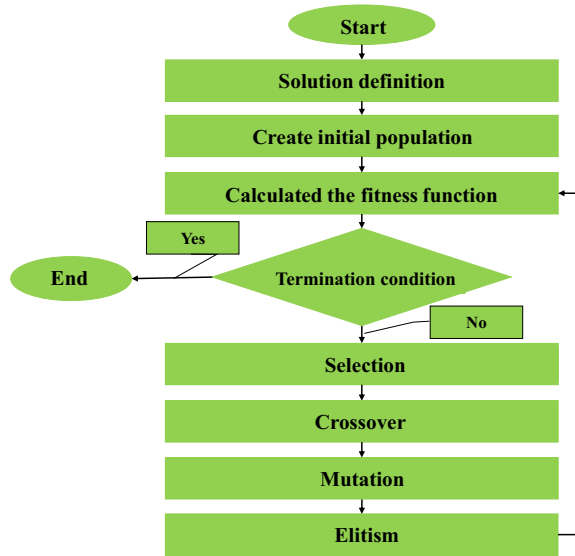 Start
Solution definition
Create initial population
Calculated the fitness function
Yes
End
Termination condition
No
Selection
Crossover
Mutation
Elitism